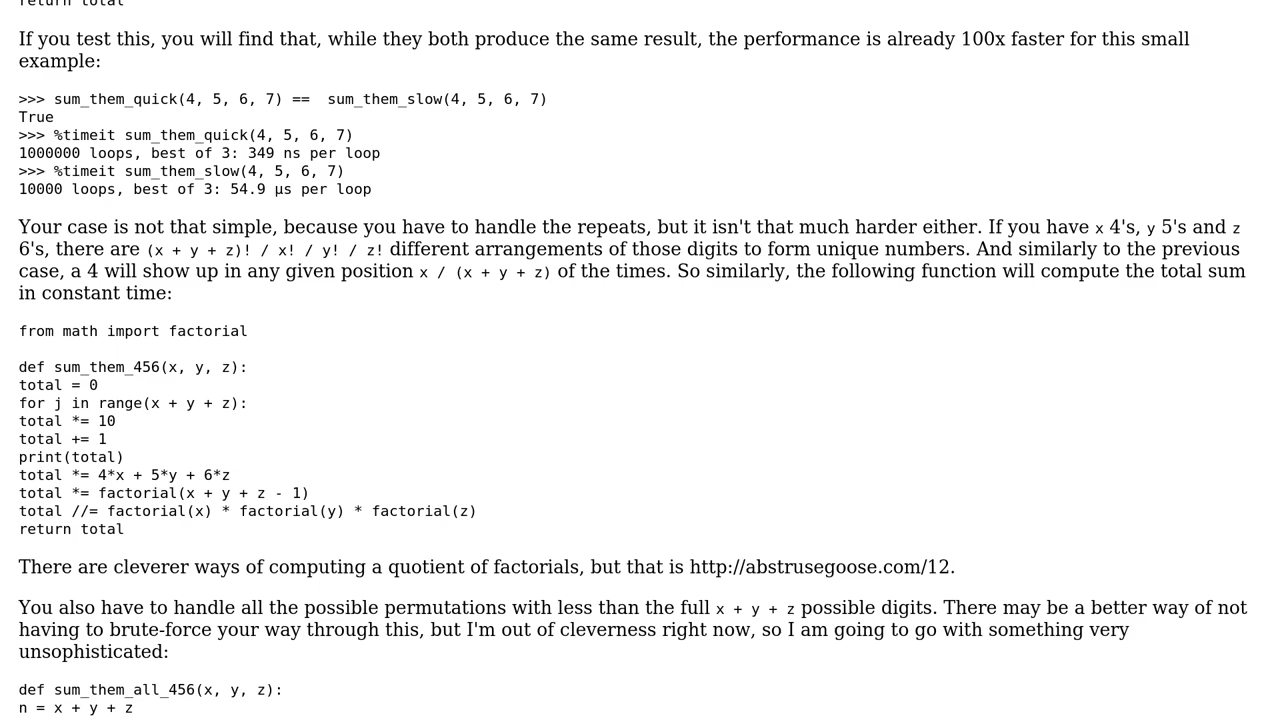 return total
If you test this, you will find that, while they both produce the same result, the performance is already 100x faster for this small
example:
>>> sum_them_quick(4, 5, 6, 7) ==  sum_them_slow(4, 5, 6, 7)
True
>>> %timeit sum_them_quick(4, 5, 6, 7)
1000000 loops, best of 3: 349 ns per loop
>>> %timeit sum_them_slow(4, 5, 6, 7)
10000 loops, best of 3: 54.9 µs per loop
Your case is not that simple, because you have to handle the repeats, but it isn't that much harder either. If you have x 4's, y 5's and z
6's, there are (x + y + z)! / x! / y! / z! different arrangements of those digits to form unique numbers. And similarly to the previous
case, a 4 will show up in any given position x / (x + y + z) of the times. So similarly, the following function will compute the total sum
in constant time:
from math import factorial
def sum_them_456(x, y, z):
total = 0
for j in range(x + y + z):
total *= 10
total += 1
print(total)
total *= 4*x + 5*y + 6*z
total *= factorial(x + y + z - 1)
total //= factorial(x) * factorial(y) * factorial(z)
return total
There are cleverer ways of computing a quotient of factorials, but that is http://abstrusegoose.com/12.
You also have to handle all the possible permutations with less than the full x + y + z possible digits. There may be a better way of not
having to brute-force your way through this, but I'm out of cleverness right now, so I am going to go with something very
unsophisticated:
def sum_them_all_456(x, y, z):
n = x + y + z